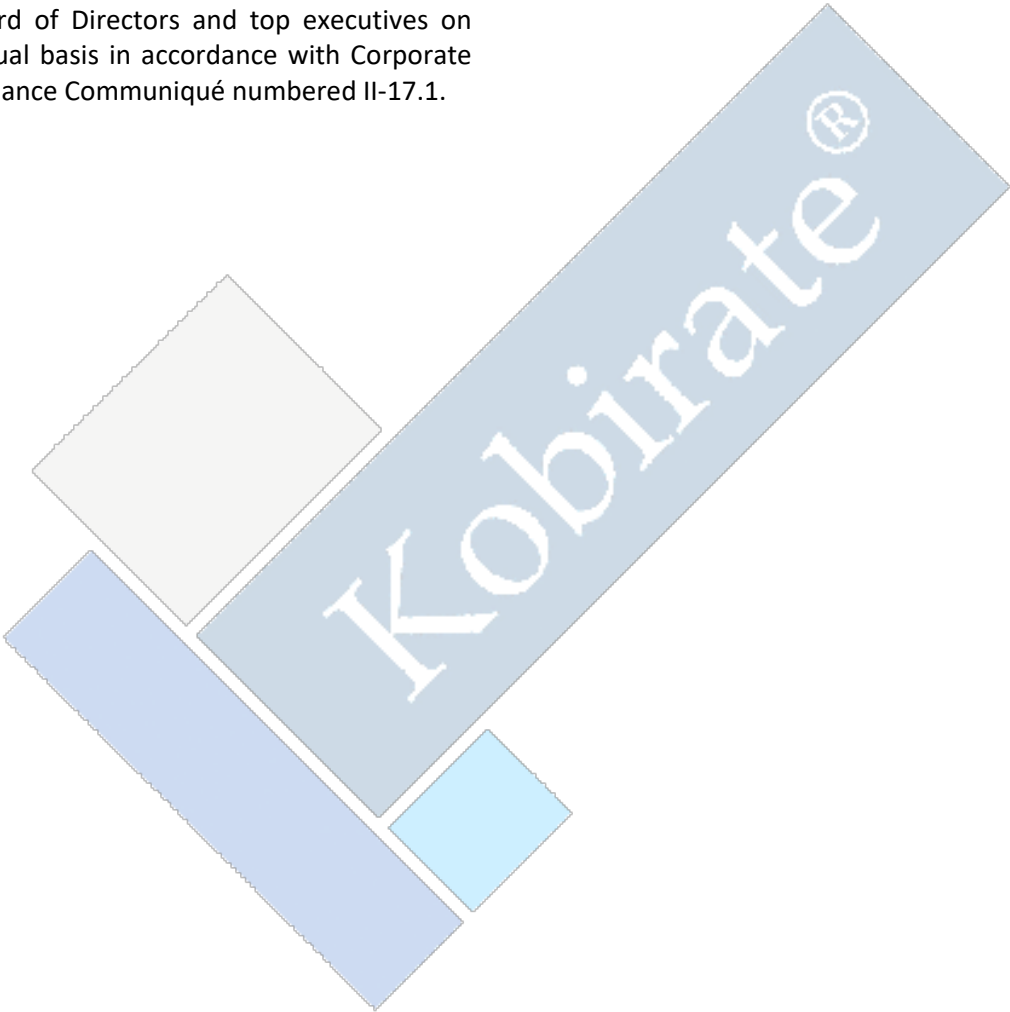 rd of Directors and top executives on
ual basis in accordance with Corporate
ance Communiqué numbered II-17.1.
Kobirate®